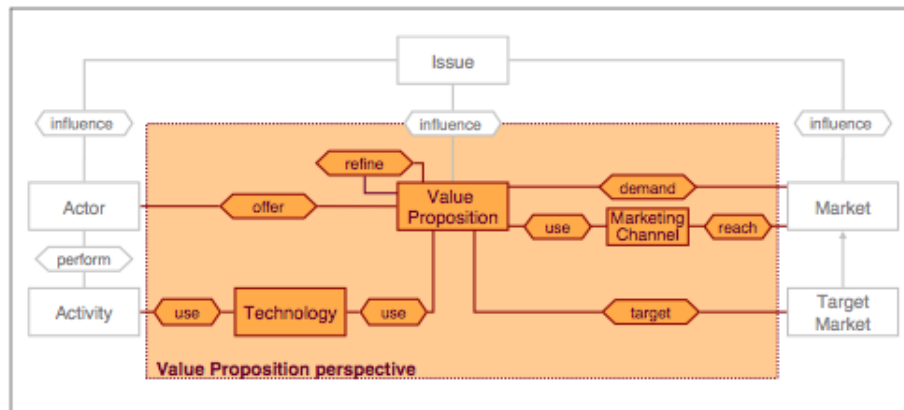 Issue
influence
influence
influence
refine
Actor
offer
Value
Proposition
demand
Market
use
Marketing
Channel
reach
perform
Activity
use
Technology
use
target
Target
Market
Value Proposition perspective